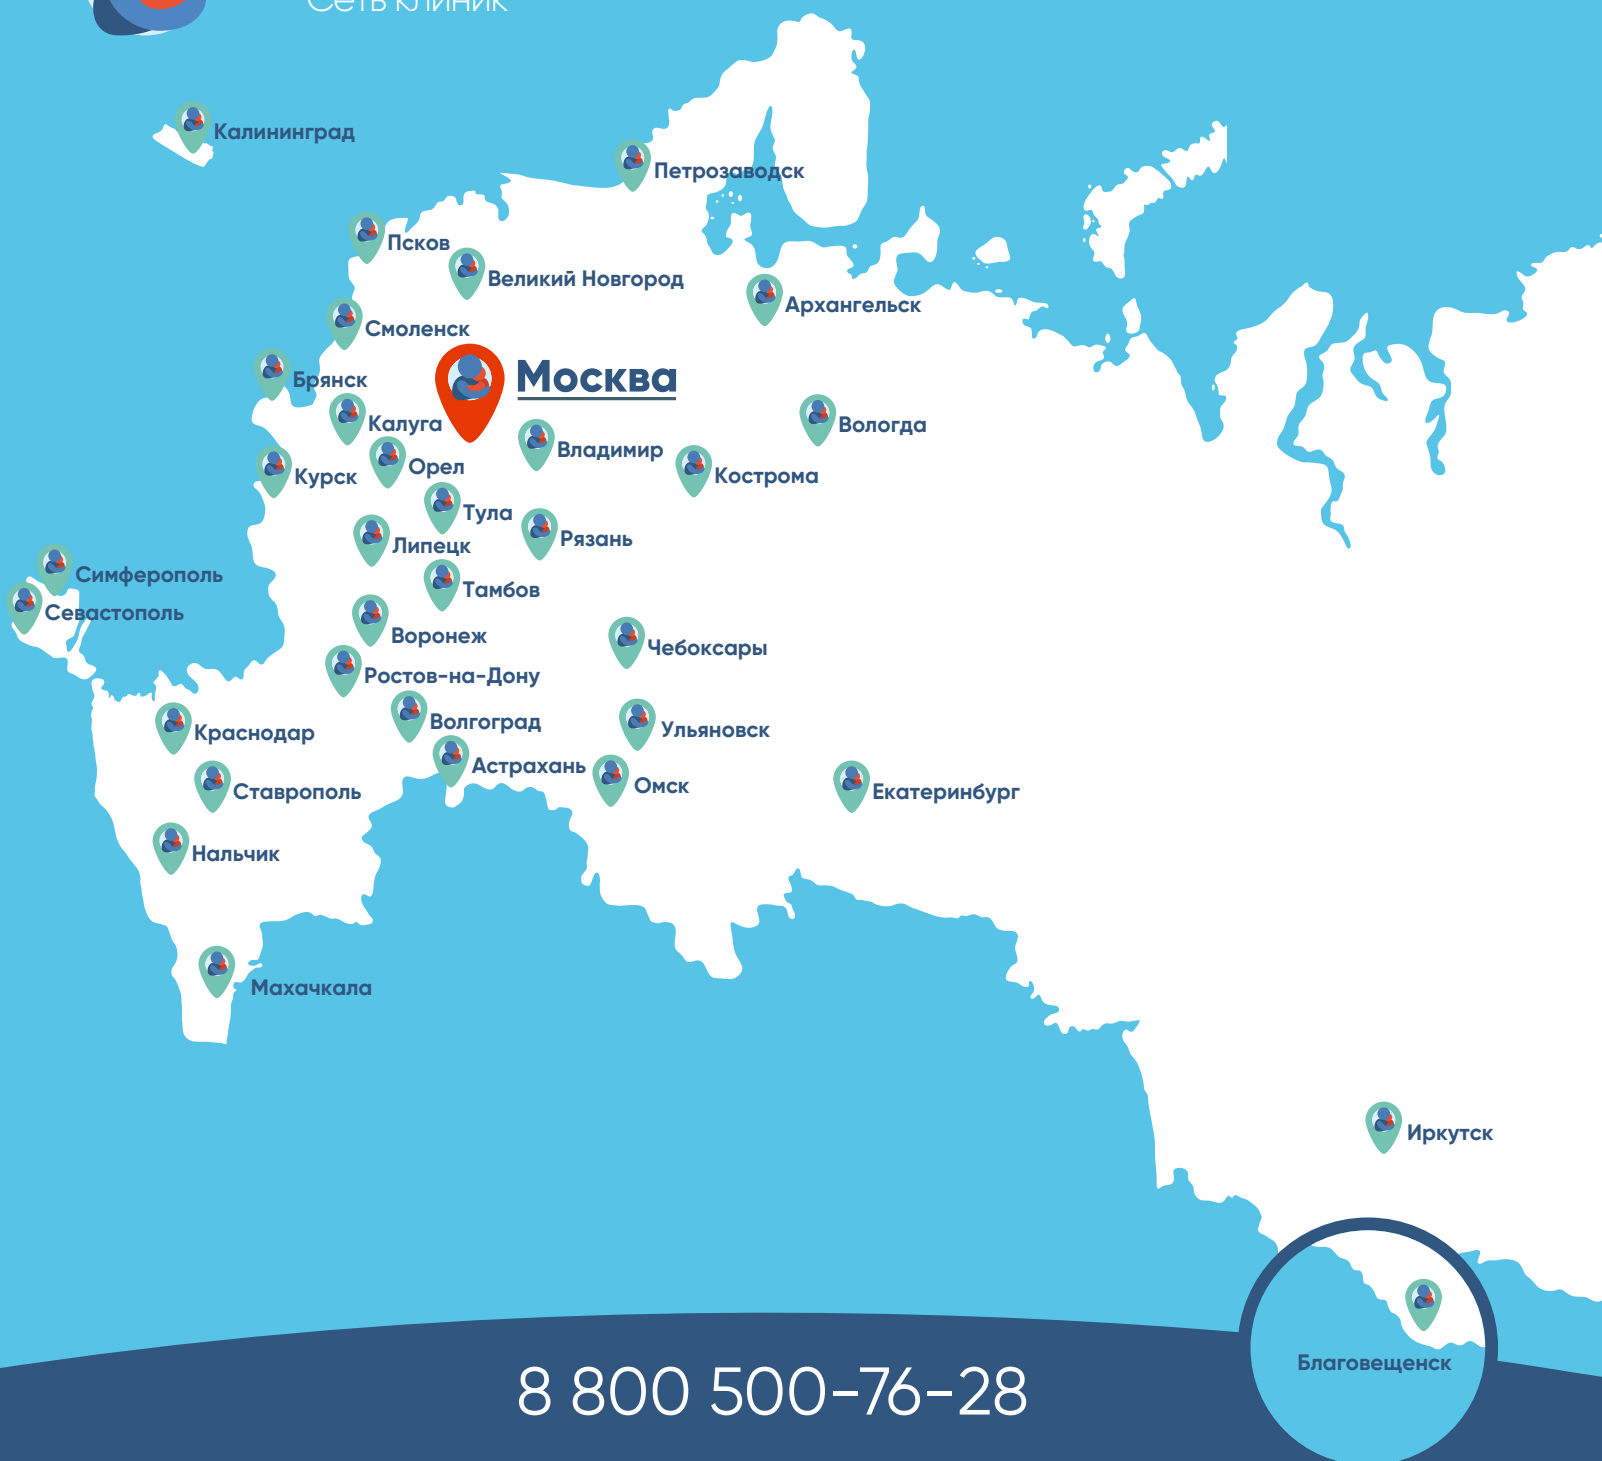 Сеть клиник
Калининград
Петрозаводск
Псков
Великий Новгород
Архангельск
Смоленск
Москва
Брянск
Калуга
Вологда
Владимир
Орел
Курск
Кострома
Тула
Рязань
Липецк
Симферополь
Тамбов
Севастополь
Воронеж
Чебоксары
Ростов-на-Дону
Волгоград
Ульяновск
Краснодар
Астрахань
Омск
Ставрополь
Екатеринбург
Нальчик
Махачкала
Иркутск
Благовещенск
8 800 500-76-28